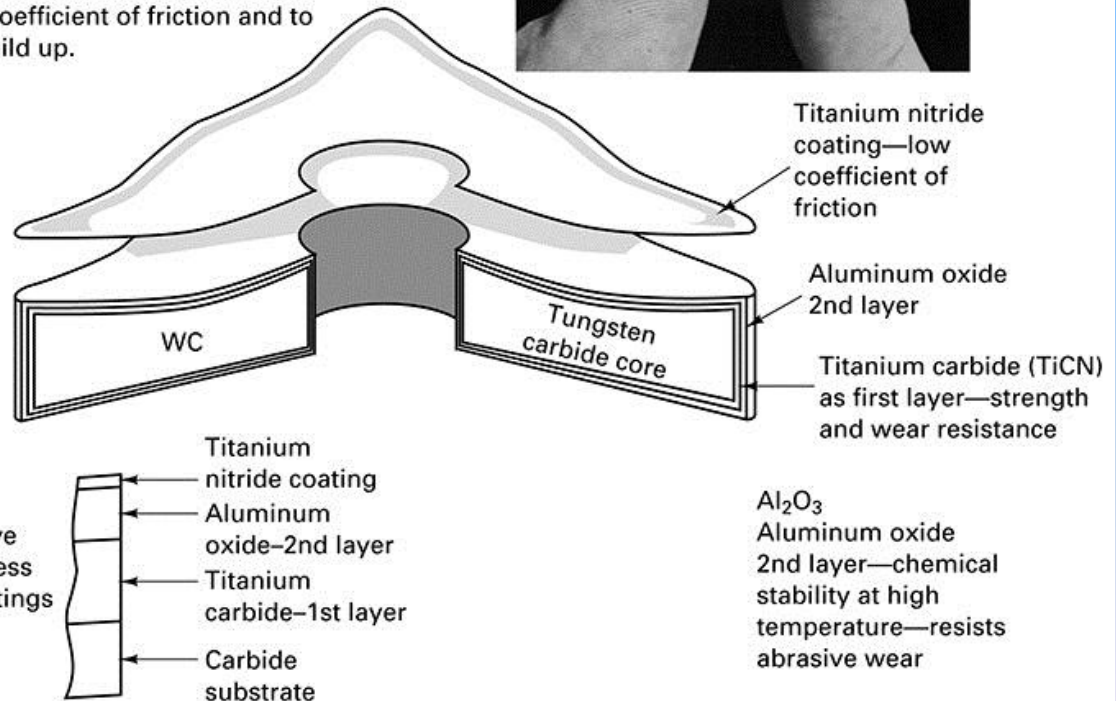 oefficient of friction and to
ild up.
Titanium nitride
coating—low
coefficient of
friction
Aluminum oxide
2nd layer
WC
Tungsten
carbide core
Titanium carbide (TiCN)
as first layer—strength
and wear resistance
Titanium
nitride coating
Aluminum
oxide–2nd layer
Titanium
carbide–1st layer
Carbide
substrate
ve
ess
tings
Al₂O₃
Aluminum oxide
2nd layer—chemical
stability at high
temperature—resists
abrasive wear